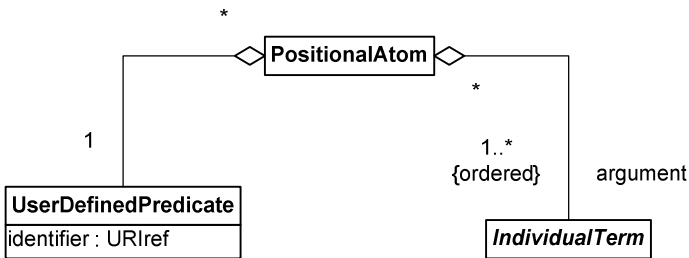 *
PositionalAtom
*
1
1..*
{ordered}
argument
UserDefinedPredicate
identifier : URIref
IndividualTerm